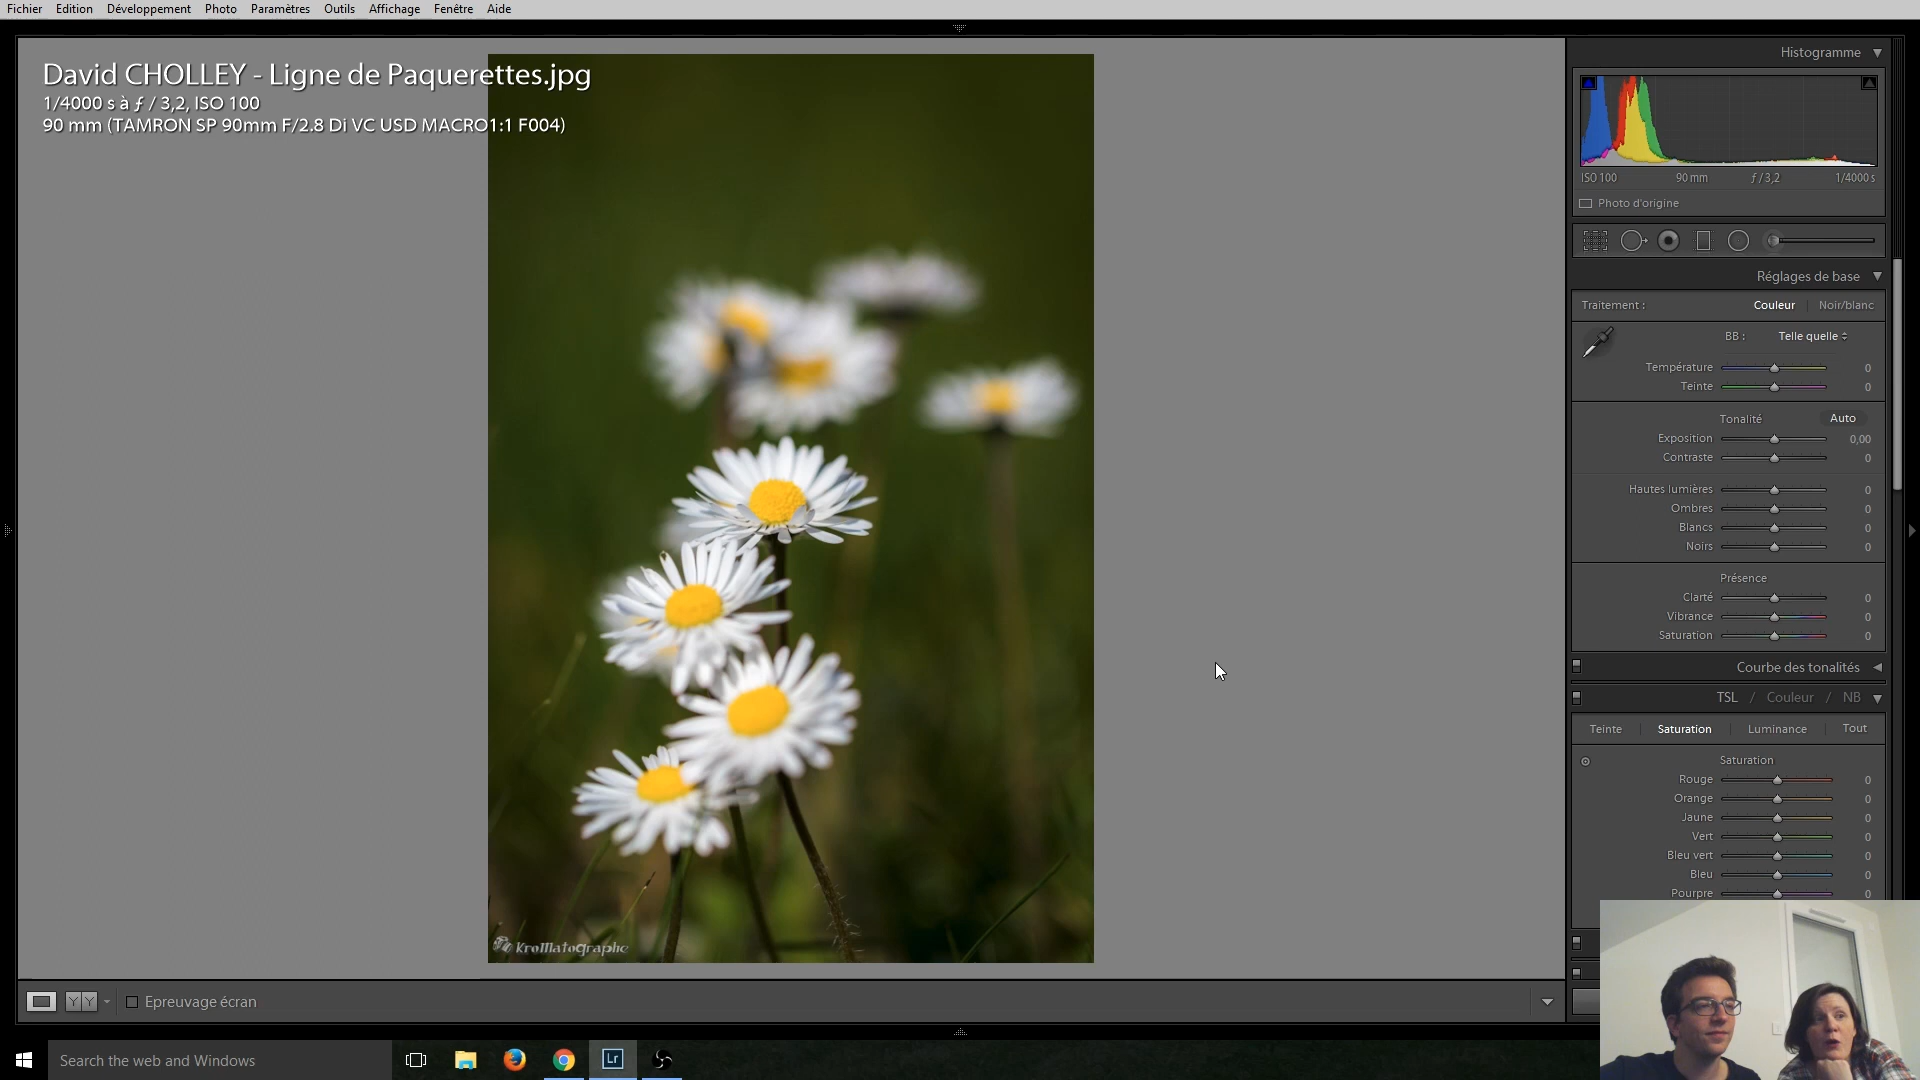 Fichier Edition Développement Photo Paramètres Outils Affichage Fenêtre Aide
David CHOLLEY - Ligne de Paquerettes.jpg
1/4000 s à ƒ / 3,2, ISO 100
90 mm (TAMRON SP 90mm F/2.8 Di VC USD MACRO1:1 F004)
KroMatographe
Epreuvage écran
Histogramme
ISO 100 90 mm ƒ / 3,2 1/4000 s
Photo d'origine
Réglages de base
Traitement : Couleur Noir/blanc
BB : Telle quelle
Température 0
Teinte 0
Tonalité Auto
Exposition 0,00
Contraste 0
Hautes lumières 0
Ombres 0
Blancs 0
Noirs 0
Présence
Clarté 0
Vibrance 0
Saturation 0
Courbe des tonalités
TSL / Couleur / NB
Teinte Saturation Luminance Tout
Saturation
Rouge 0
Orange 0
Jaune 0
Vert 0
Bleu vert 0
Bleu 0
Pourpre 0
Search the web and Windows
Lr